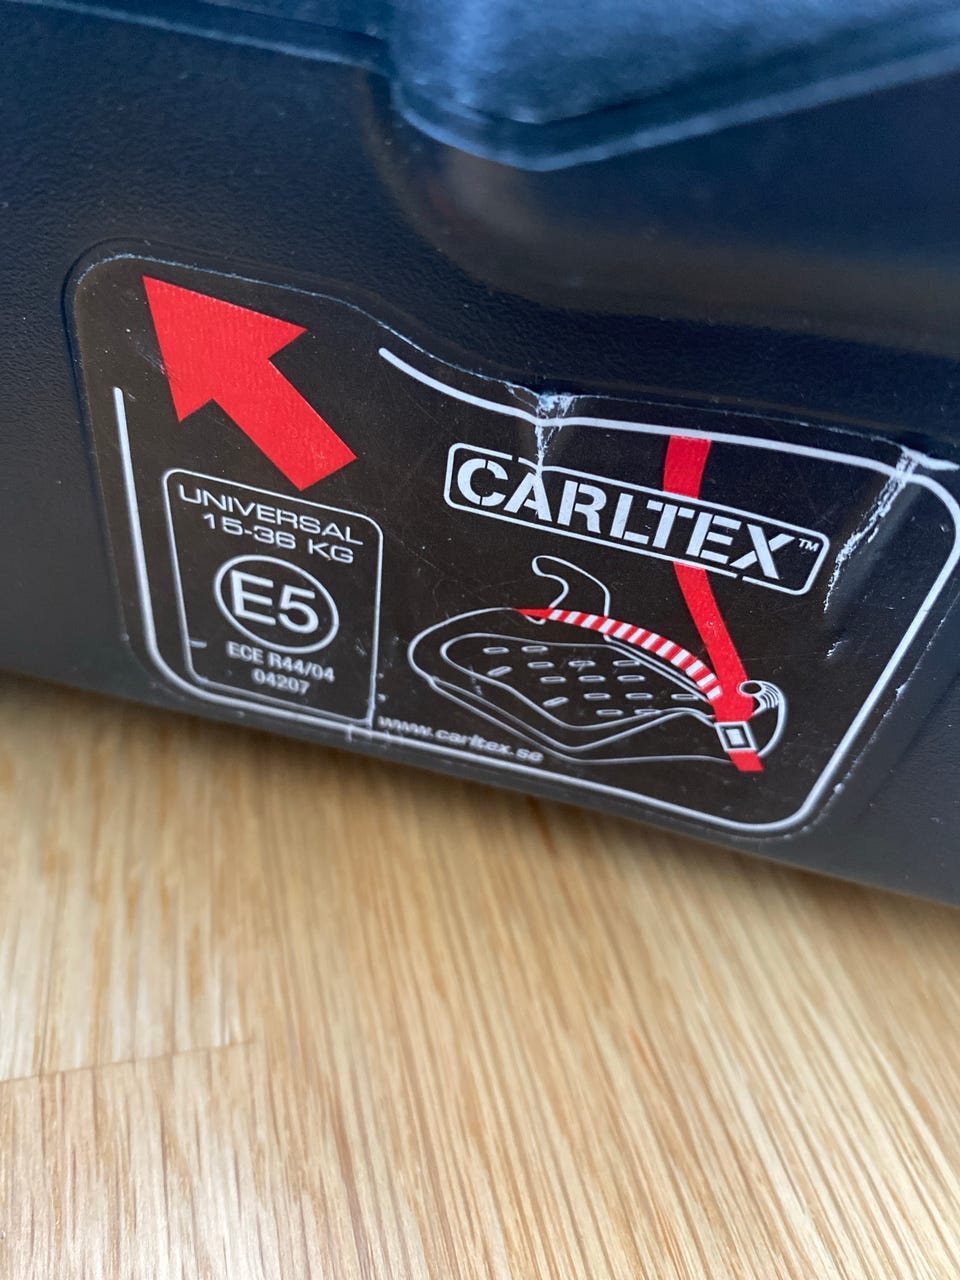 UNIVERSAL
15-36 KG
E5
ECE R44/04
04207
CARLTEX™
www.carltex.se